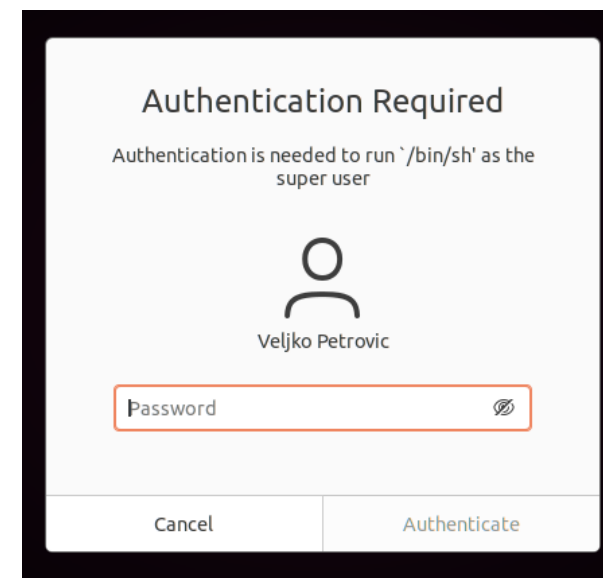 Authentication Required
Authentication is needed to run `/bin/sh' as the
super user
Veljko Petrovic
Password
Cancel
Authenticate